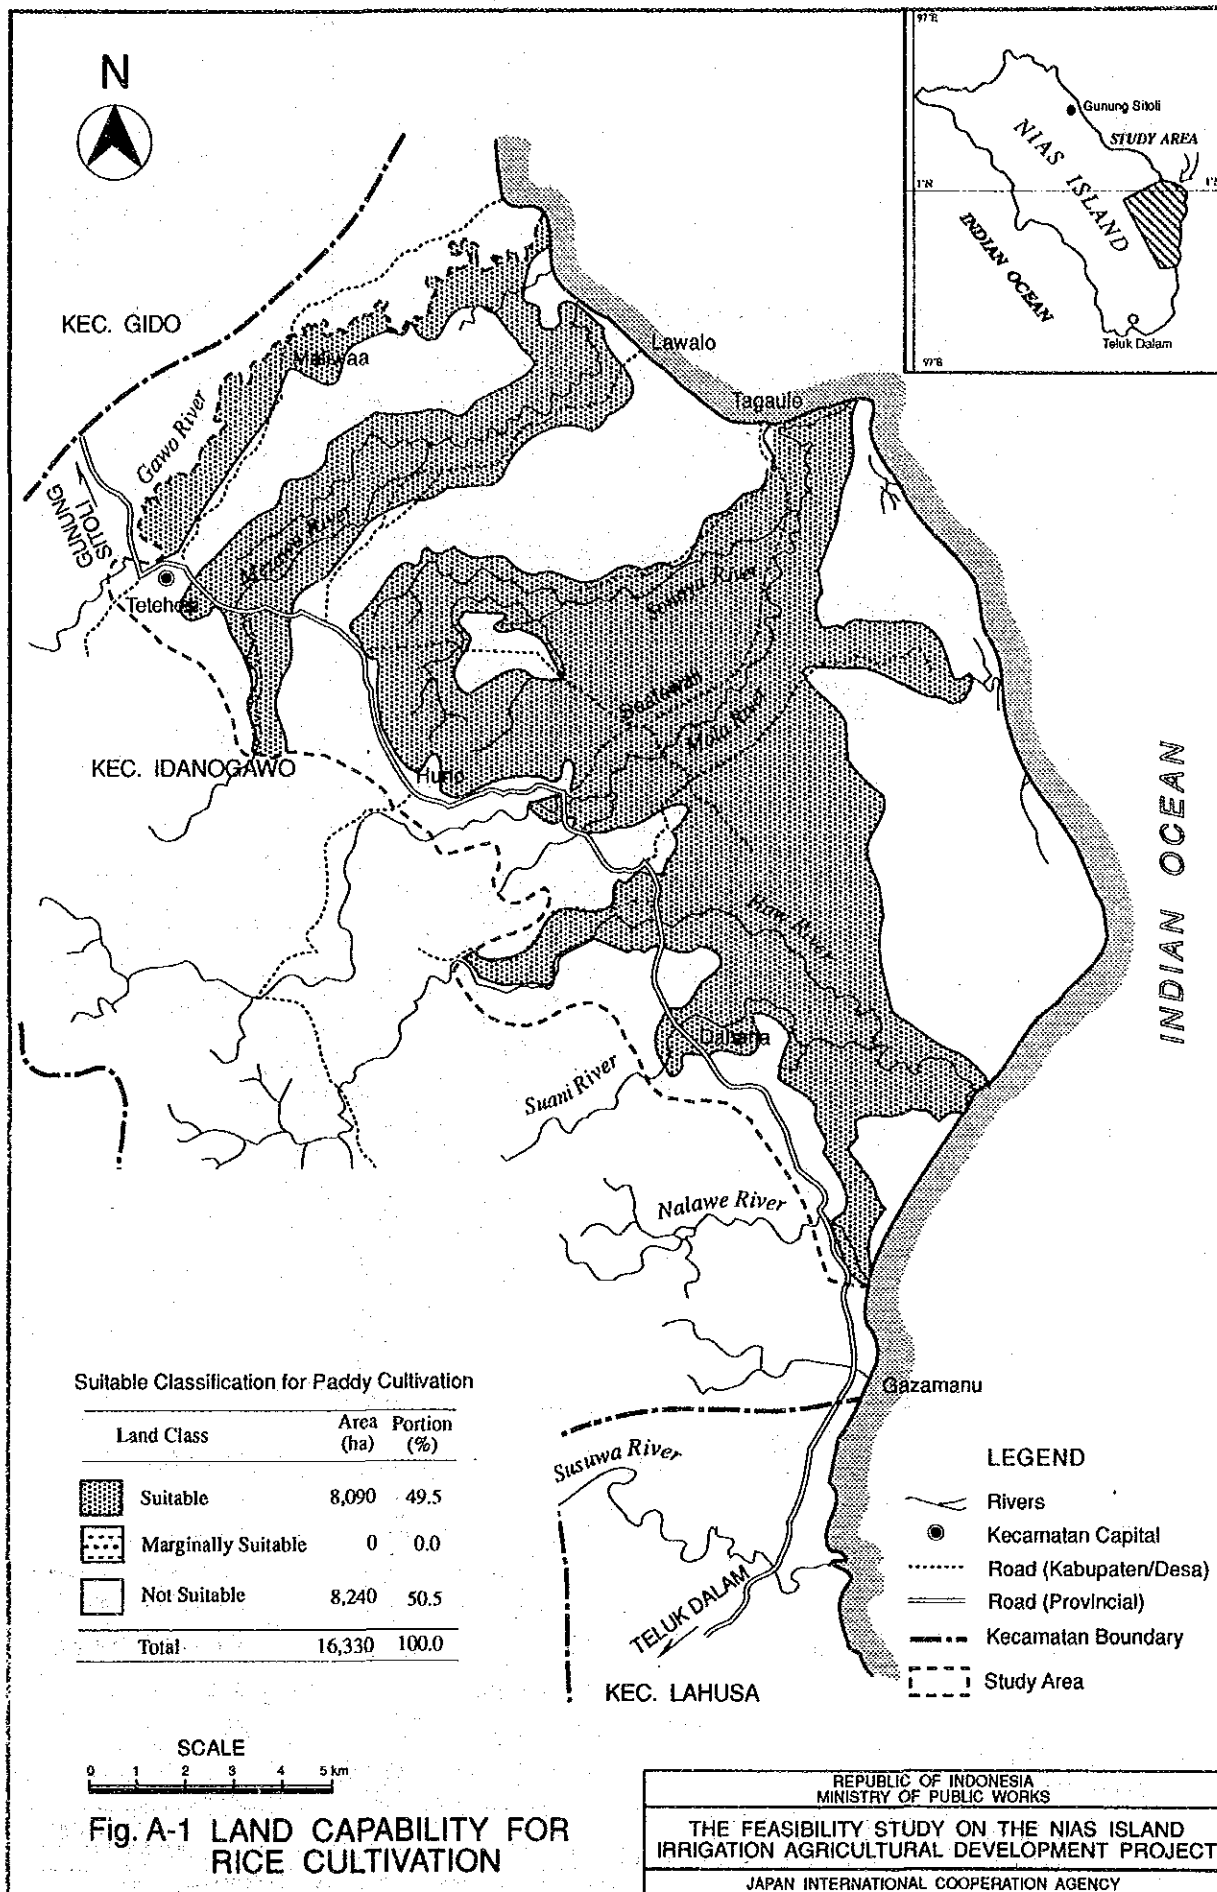 N
97°E
Gunung Sitoli
STUDY AREA
NIAS ISLAND
1°N
INDIAN OCEAN
Teluk Dalam
KEC. GIDO
Lawalo
Tagaulo
Gawo River
GUNUNG
SITOLI
KEC. IDANOGAWO
INDIAN OCEAN
Suani River
Nalawe River
Gazamanu
Susuwa River
TELUK DALAM
KEC. LAHUSA
Suitable Classification for Paddy Cultivation
Land Class Area (ha) Portion (%)
Suitable 8,090 49.5
Marginally Suitable 0 0.0
Not Suitable 8,240 50.5
Total 16,330 100.0
LEGEND
Rivers
Kecamatan Capital
Road (Kabupaten/Desa)
Road (Provincial)
Kecamatan Boundary
Study Area
SCALE
0 1 2 3 4 5 km
Fig. A-1 LAND CAPABILITY FOR
RICE CULTIVATION
REPUBLIC OF INDONESIA
MINISTRY OF PUBLIC WORKS
THE FEASIBILITY STUDY ON THE NIAS ISLAND
IRRIGATION AGRICULTURAL DEVELOPMENT PROJECT
JAPAN INTERNATIONAL COOPERATION AGENCY